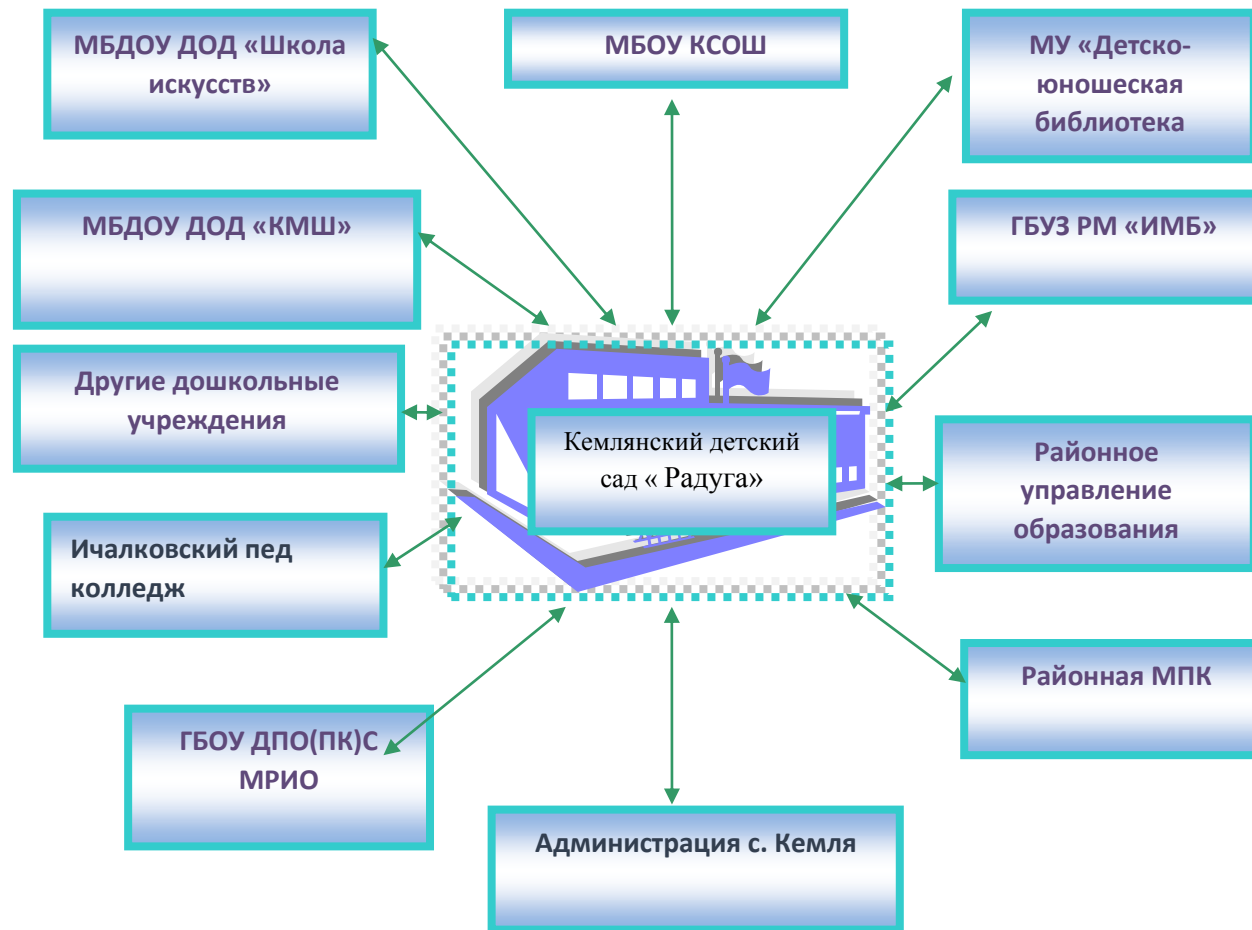 МБДОУ ДОД «Школа
искусств»
МБОУ КСОШ
МУ «Детско-
юношеская
библиотека
МБДОУ ДОД «КМШ»
ГБУЗ РМ «ИМБ»
Другие дошкольные
учреждения
Кемлянский детский
сад « Радуга»
Районное
управление
образования
Ичалковский пед
колледж
Районная МПК
ГБОУ ДПО(ПК)С
МРИО
Администрация с. Кемля